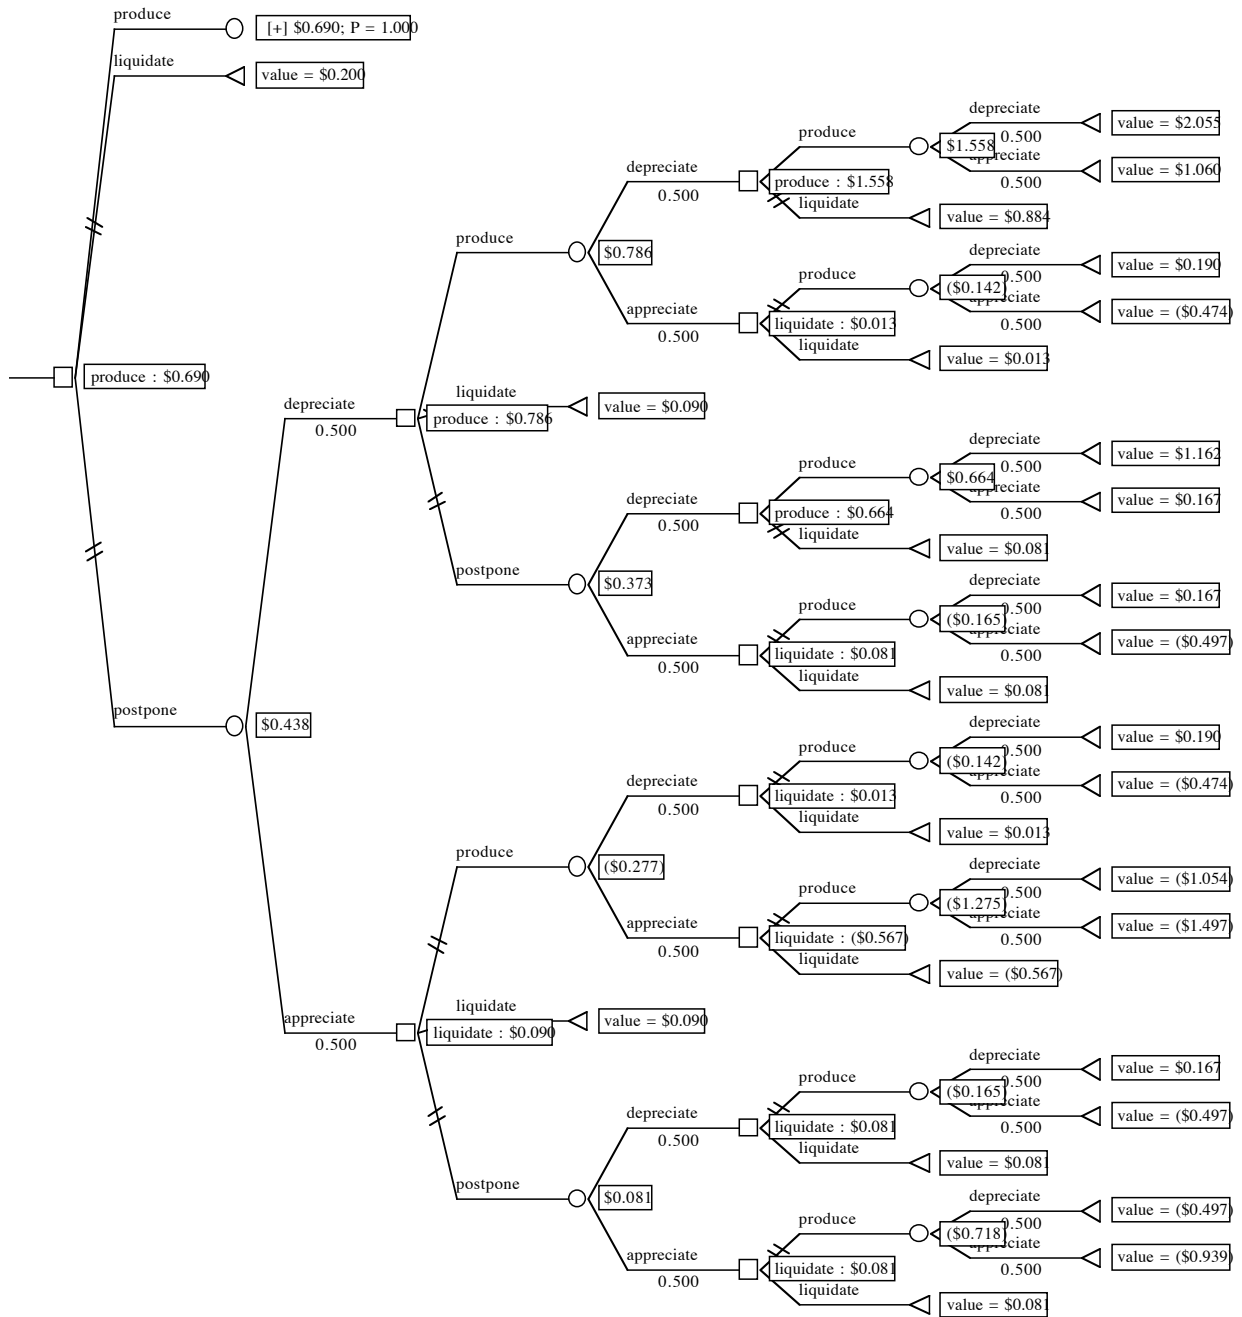 produce
[+] $0.690; P = 1.000
liquidate
value = $0.200
depreciate
value = $2.055
produce
0.500
$1.558
depreciate
appreciate
value = $1.060
produce : $1.558
0.500
0.500
liquidate
value = $0.884
produce
depreciate
value = $0.190
$0.786
produce
0.500
($0.142)
appreciate
appreciate
value = ($0.474)
liquidate : $0.013
0.500
0.500
liquidate
value = $0.013
produce : $0.690
liquidate
value = $0.090
depreciate
produce : $0.786
0.500
depreciate
value = $1.162
produce
0.500
$0.664
depreciate
appreciate
value = $0.167
produce : $0.664
0.500
0.500
liquidate
value = $0.081
postpone
$0.373
depreciate
value = $0.167
produce
0.500
($0.165)
appreciate
appreciate
value = ($0.497)
liquidate : $0.081
0.500
0.500
liquidate
value = $0.081
postpone
$0.438
depreciate
value = $0.190
produce
0.500
($0.142)
depreciate
appreciate
value = ($0.474)
liquidate : $0.013
0.500
0.500
liquidate
value = $0.013
produce
($0.277)
depreciate
value = ($1.054)
produce
0.500
($1.275)
appreciate
appreciate
value = ($1.497)
liquidate : ($0.567)
0.500
0.500
liquidate
value = ($0.567)
liquidate
value = $0.090
appreciate
liquidate : $0.090
0.500
depreciate
value = $0.167
produce
0.500
($0.165)
depreciate
appreciate
value = ($0.497)
liquidate : $0.081
0.500
0.500
liquidate
value = $0.081
postpone
$0.081
depreciate
value = ($0.497)
produce
0.500
($0.718)
appreciate
appreciate
value = ($0.939)
liquidate : $0.081
0.500
0.500
liquidate
value = $0.081